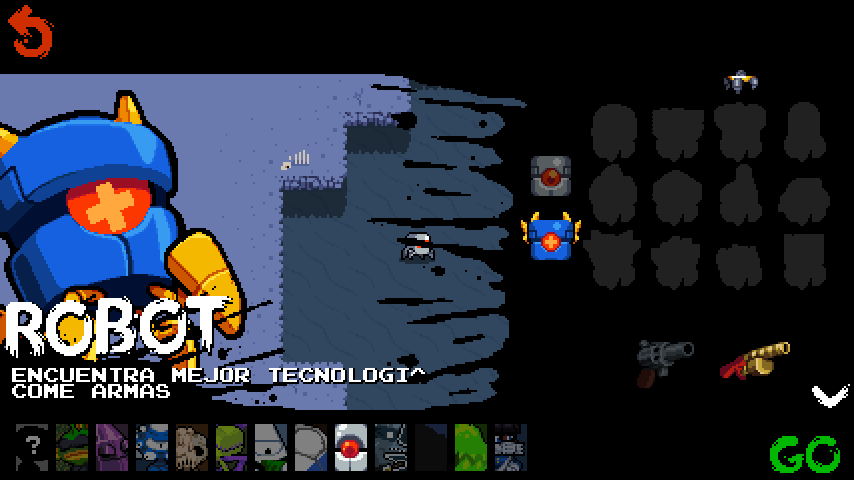 ROBOT
ENCUENTRA MEJOR TECNOLOGI^
COME ARMAS
?
GO